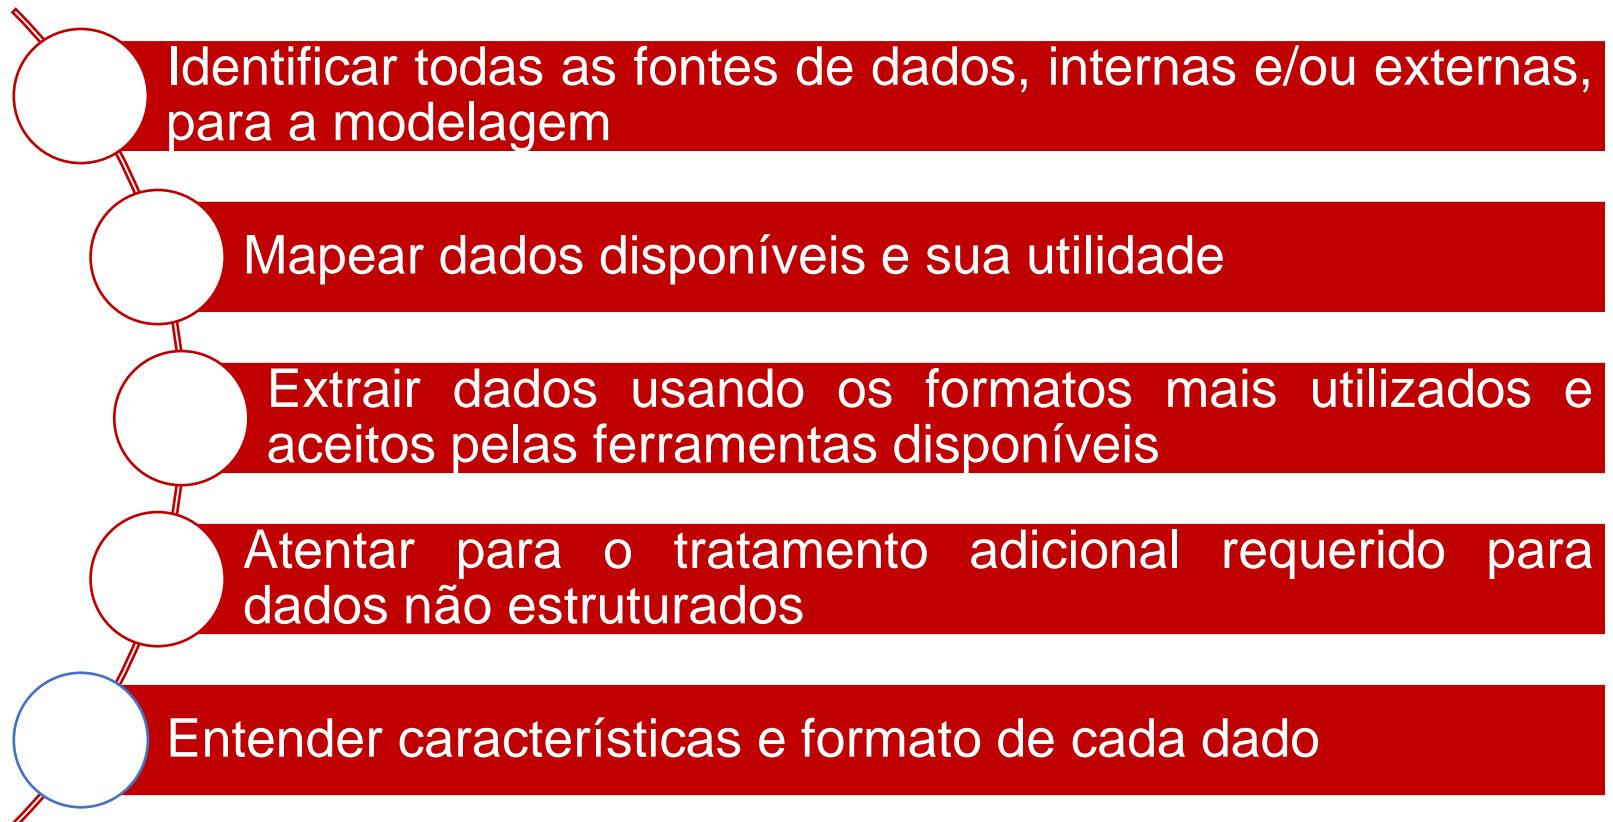 Identificar todas as fontes de dados, internas e/ou externas,
para a modelagem
Mapear dados disponíveis e sua utilidade
Extrair dados usando os formatos mais utilizados e
aceitos pelas ferramentas disponíveis
Atentar para o tratamento adicional requerido para
dados não estruturados
Entender características e formato de cada dado